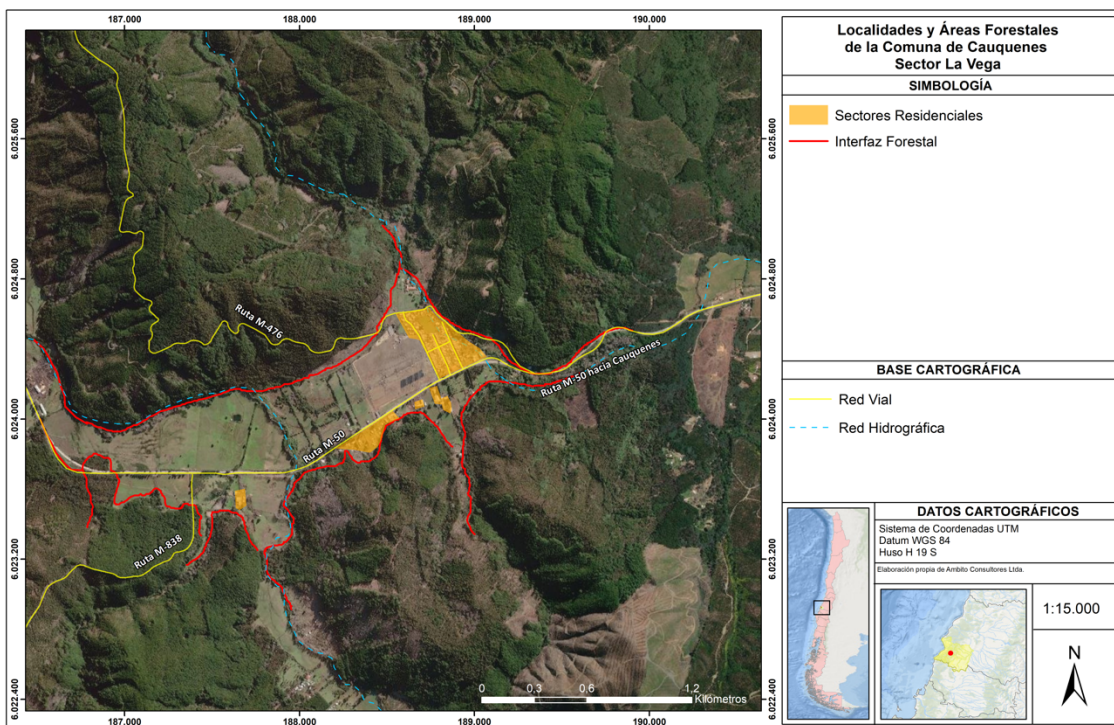 187.000
188.000
189.000
190.000
6.025.600
6.024.800
6.024.000
6.023.200
6.022.400
6.025.600
6.024.800
6.024.000
6.023.200
6.022.400
Ruta M-476
Ruta M-50 hacia Cauquenes
Ruta M-50
Ruta M-838
0
0,3
0,6
1,2
Kilómetros
187.000
188.000
189.000
190.000
Localidades y Áreas Forestales
de la Comuna de Cauquenes
Sector La Vega
SIMBOLOGÍA
Sectores Residenciales
Interfaz Forestal
BASE CARTOGRÁFICA
Red Vial
Red Hidrográfica
DATOS CARTOGRÁFICOS
Sistema de Coordenadas UTM
Datum WGS 84
Huso H 19 S
Elaboración propia de Ambito Consultores Ltda.
1:15.000
N